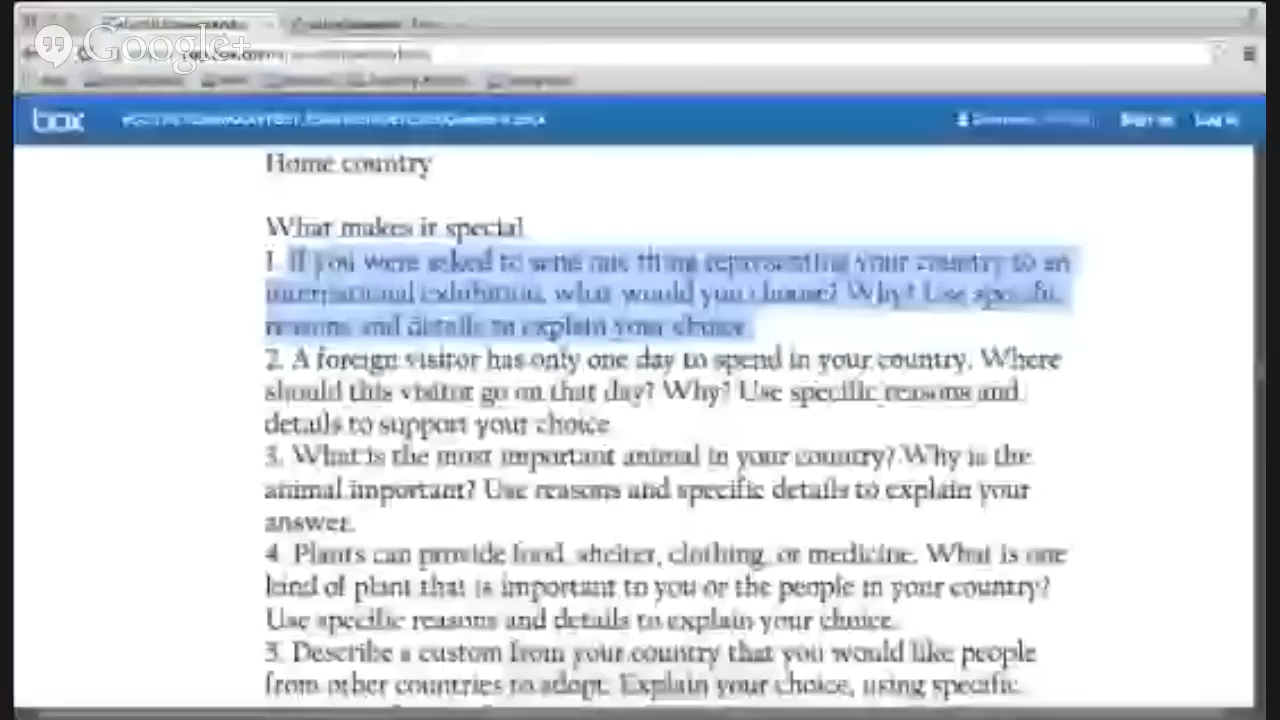 Google+
box
Sign up
Log In
Home country
What makes it special
1. If you were asked to send one thing representing your country to an
international exhibition, what would you choose? Why? Use specific
reasons and details to explain your choice.
2. A foreign visitor has only one day to spend in your country. Where
should this visitor go on that day? Why? Use specific reasons and
details to support your choice.
3. What is the most important animal in your country? Why is the
animal important? Use reasons and specific details to explain your
answer.
4. Plants can provide food, shelter, clothing, or medicine. What is one
kind of plant that is important to you or the people in your country?
Use specific reasons and details to explain your choice.
5. Describe a custom from your country that you would like people
from other countries to adopt. Explain your choice, using specific